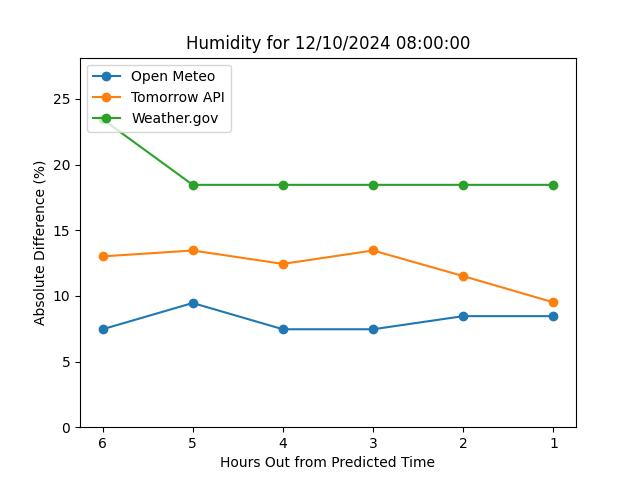 Humidity for 12/10/2024 08:00:00
Open Meteo
Tomorrow API
Weather.gov
Absolute Difference (%)
25
20
15
10
5
0
6 5 4 3 2 1
Hours Out from Predicted Time